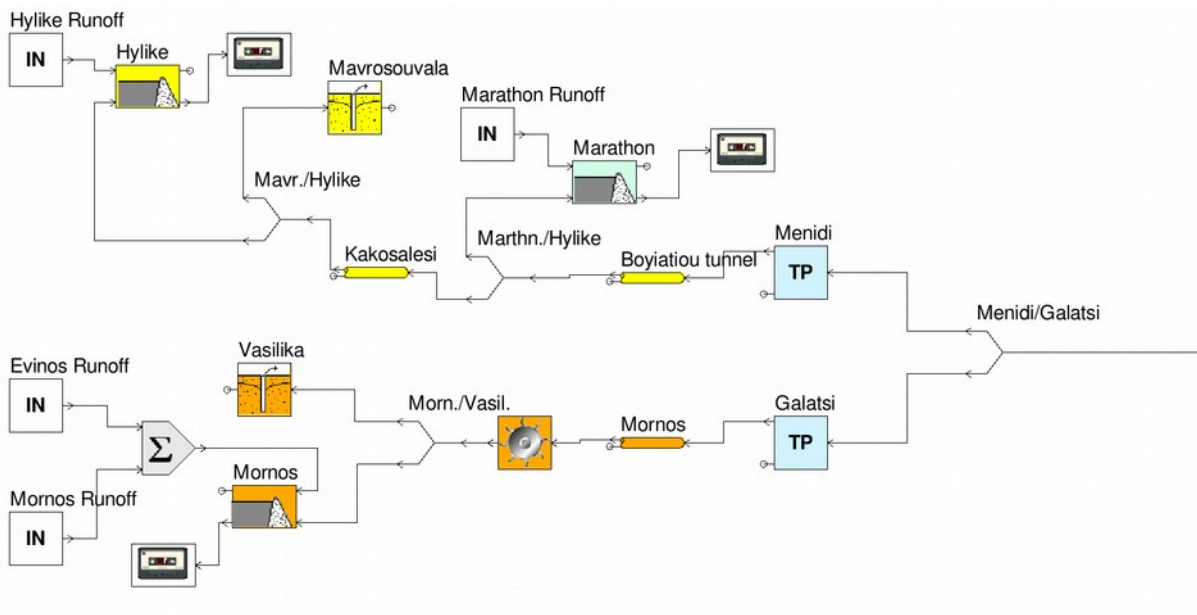 Hylike Runoff
IN
Hylike
Mavrosouvala
Marathon Runoff
IN
Marathon
Mavr./Hylike
Marthn./Hylike
Kakosalesi
Boyiatiou tunnel
Menidi
TP
Menidi/Galatsi
Evinos Runoff
IN
Vasilika
Morn./Vasil.
Mornos
Galatsi
TP
Σ
Mornos
Mornos Runoff
IN